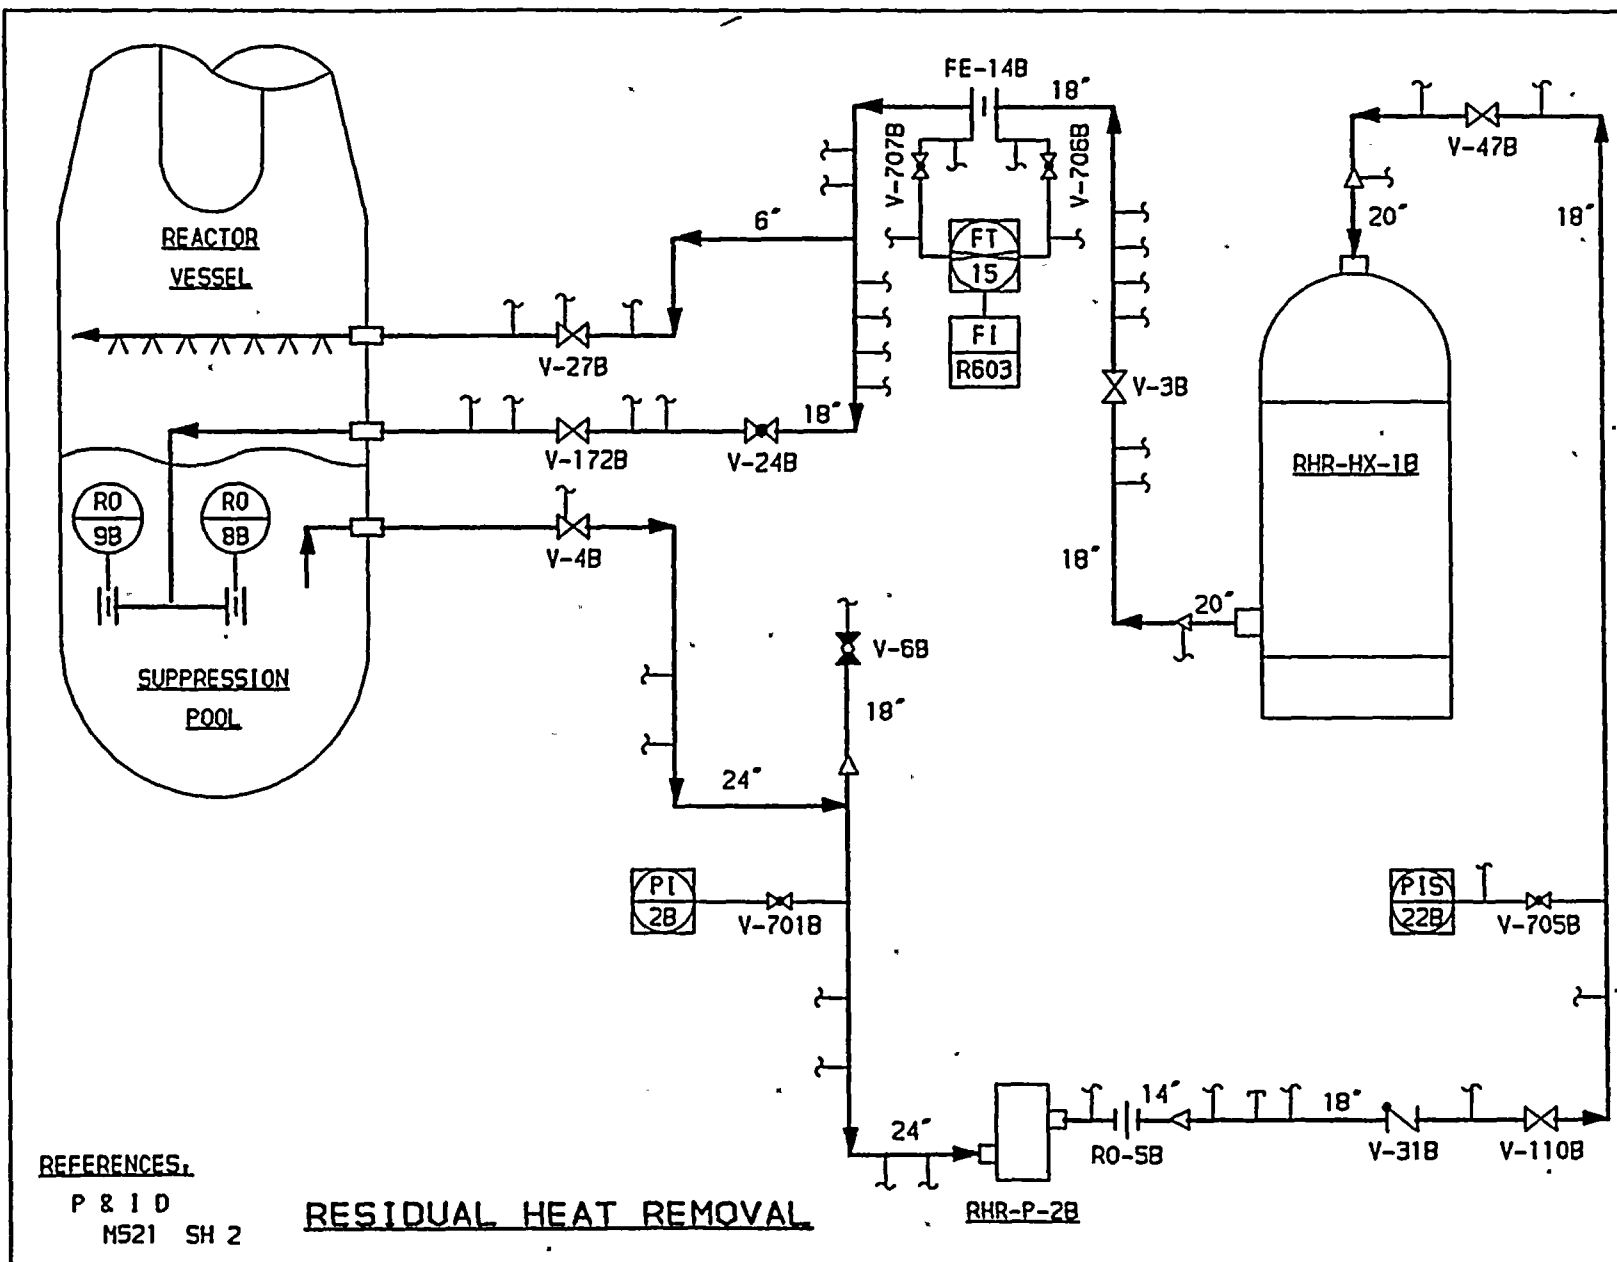 FE-14B
18"
V-707B
V-706B
V-47B
6"
FT
15
20"
18"
REACTOR
VESSEL
FI
R603
V-27B
V-3B
18"
V-172B
V-24B
RHR-HX-1B
RO
9B
RO
8B
V-4B
18"
20"
V-6B
SUPPRESSION
POOL
18"
24"
PI
2B
V-701B
PIS
22B
V-705B
14"
18"
24"
RO-5B
V-31B
V-110B
REFERENCES:
P & I D
M521 SH 2
RESIDUAL HEAT REMOVAL
RHR-P-2B